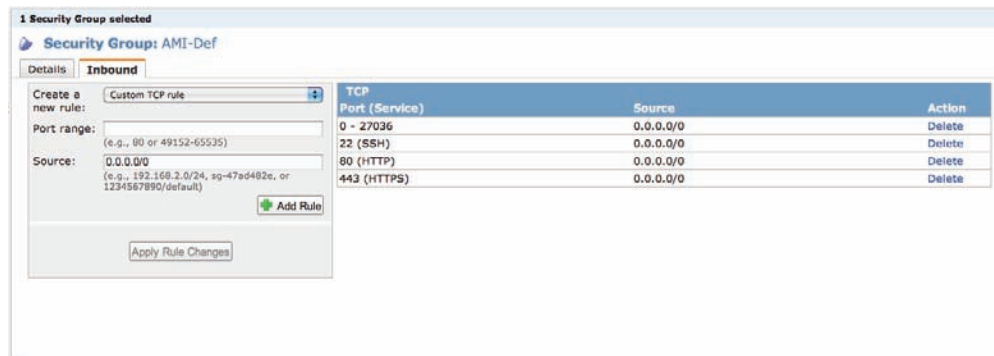 1 Security Group selected
Security Group: AMI-Def
Details Inbound
Create a new rule: Custom TCP rule
Port range:
(e.g., 80 or 49152-65535)
Source: 0.0.0.0/0
(e.g., 192.168.2.0/24, sg-47ad482e, or
1234567890/default)
Add Rule
Apply Rule Changes
TCP
Port (Service) Source Action
0 - 27036 0.0.0.0/0 Delete
22 (SSH) 0.0.0.0/0 Delete
80 (HTTP) 0.0.0.0/0 Delete
443 (HTTPS) 0.0.0.0/0 Delete